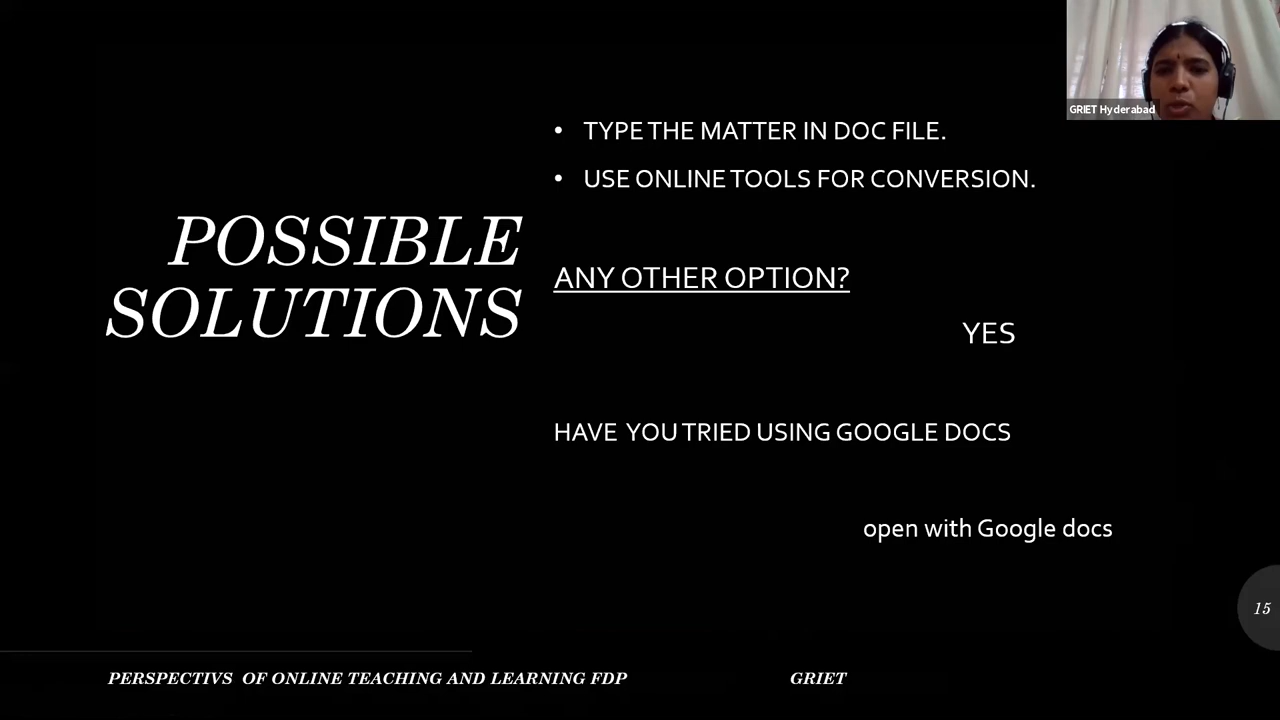 GRIET Hyderabad
• TYPE THE MATTER IN DOC FILE.
• USE ONLINE TOOLS FOR CONVERSION.
POSSIBLE
SOLUTIONS
ANY OTHER OPTION?
YES
HAVE YOU TRIED USING GOOGLE DOCS
open with Google docs
15
PERSPECTIVS OF ONLINE TEACHING AND LEARNING FDP
GRIET